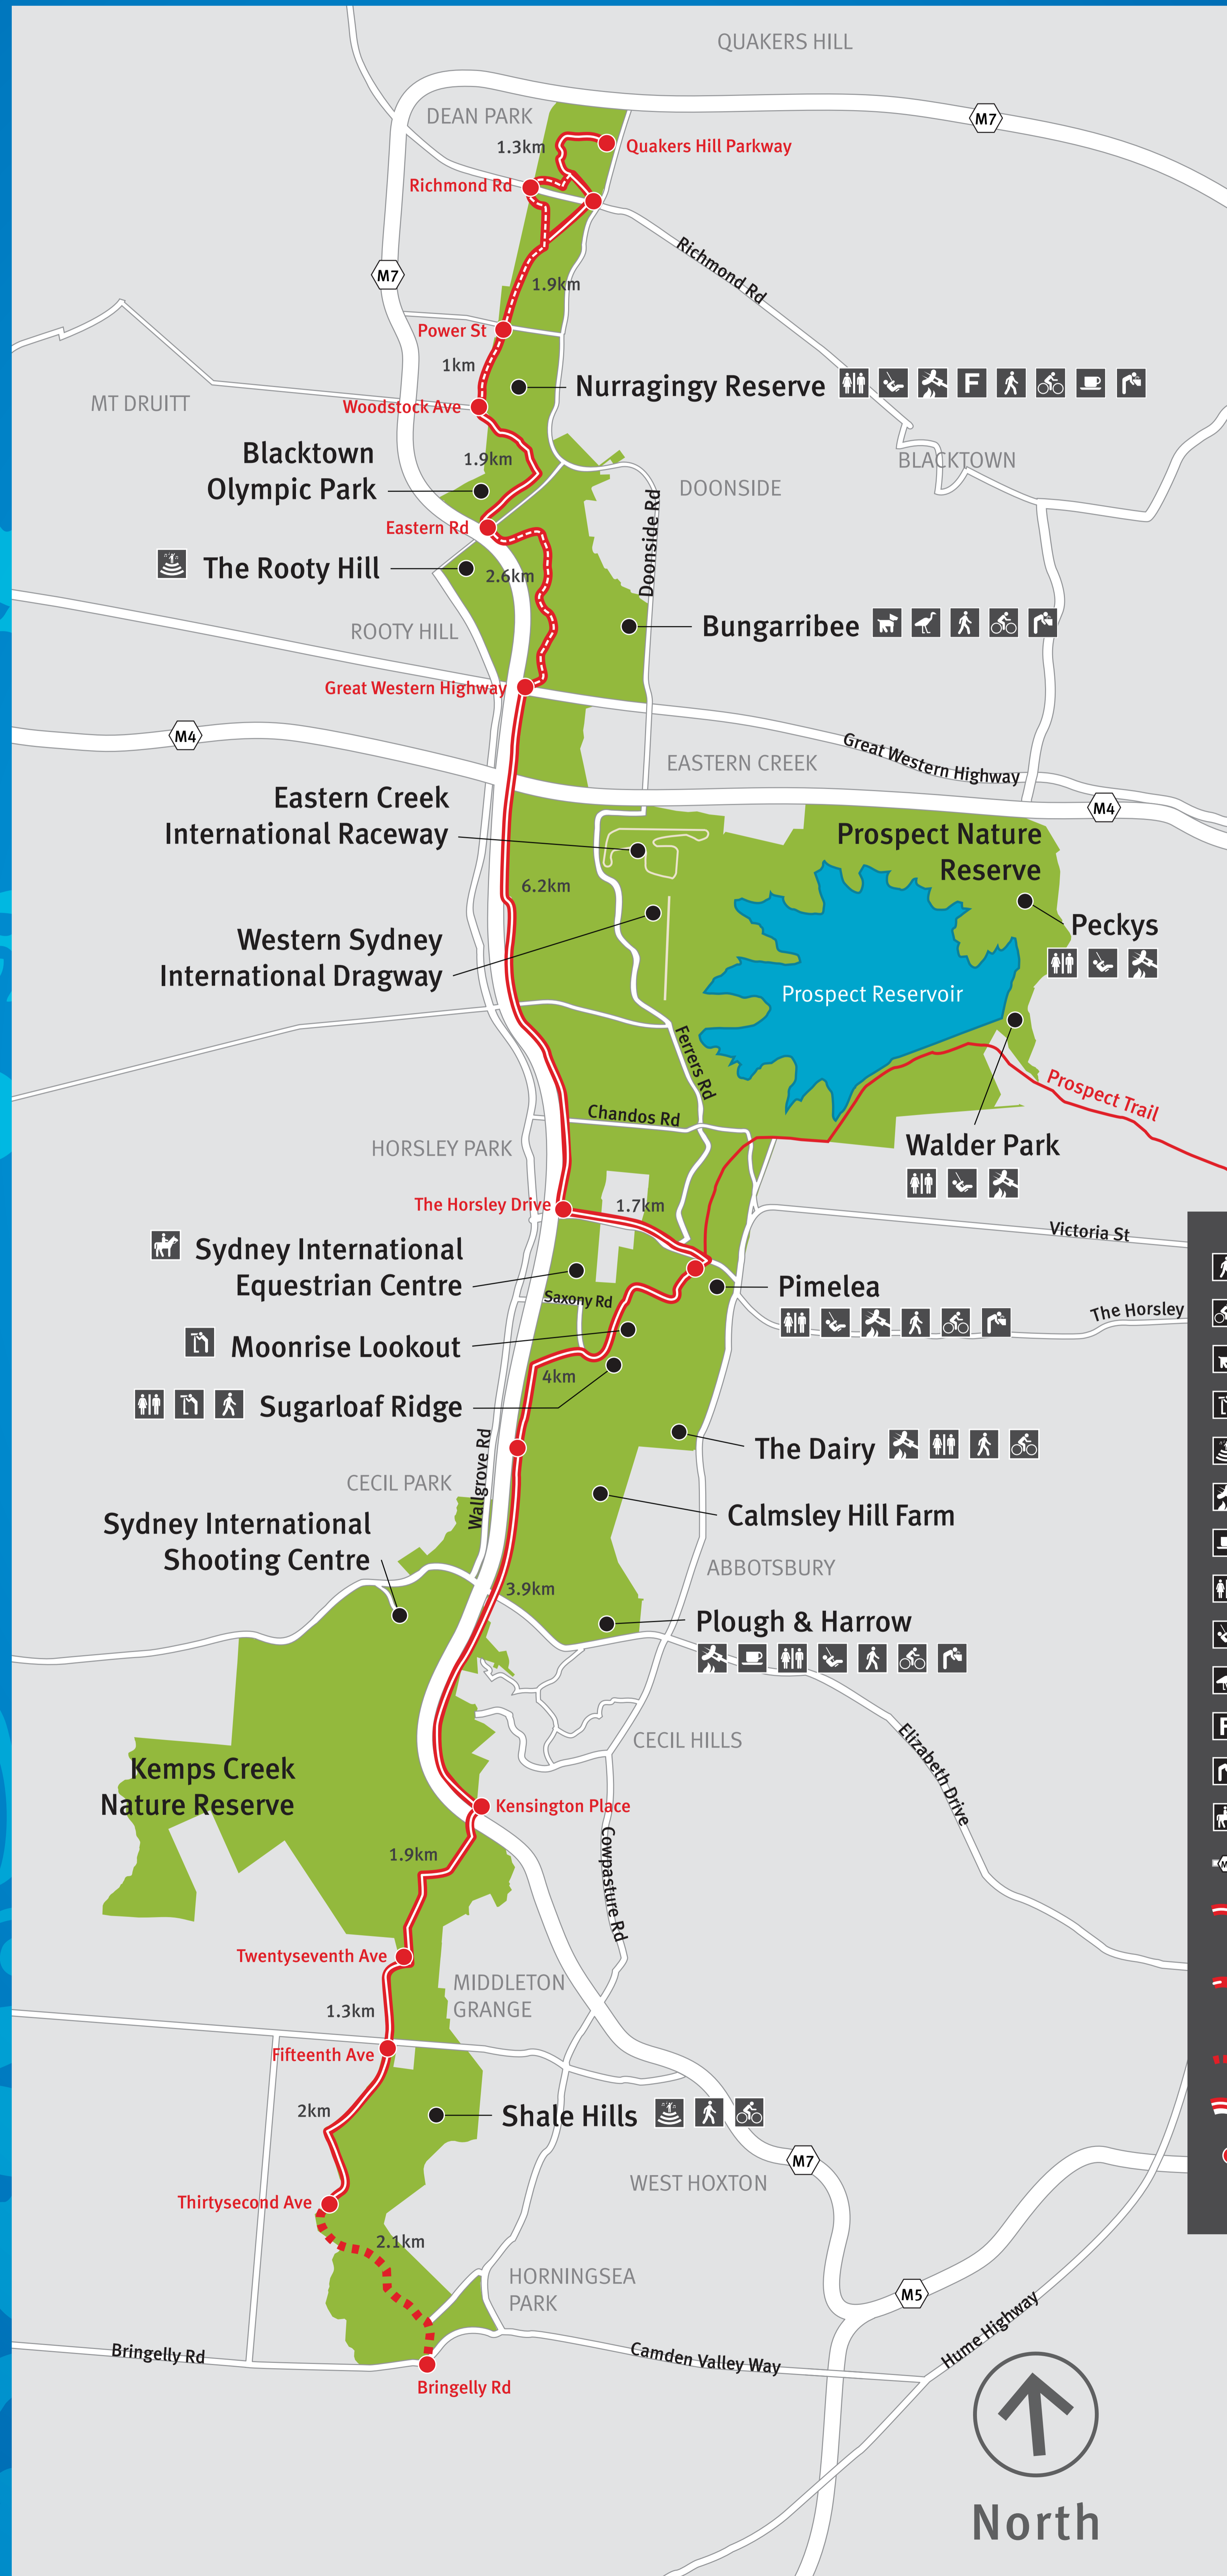 QUAKERS HILL
DEAN PARK
M7
1.3km
Quakers Hill Parkway
Richmond Rd
Richmond Rd
M7
1.9km
Power St
1km
Nurragingy Reserve
F
MT DRUITT
Woodstock Ave
Blacktown
Olympic Park
1.9km
BLACKTOWN
DOONSIDE
Doonside Rd
Eastern Rd
The Rooty Hill
2.6km
ROOTY HILL
Bungarribee
Great Western Highway
M4
Great Western Highway
EASTERN CREEK
M4
Eastern Creek
International Raceway
Prospect Nature
Reserve
6.2km
Peckys
Western Sydney
International Dragway
Prospect Reservoir
Ferrers Rd
Prospect Trail
Chandos Rd
HORSLEY PARK
Walder Park
The Horsley Drive
1.7km
Victoria St
Sydney International
Equestrian Centre
Pimelea
Saxony Rd
The Horsley
Moonrise Lookout
4km
Sugarloaf Ridge
Wallgrove Rd
The Dairy
CECIL PARK
Calmsley Hill Farm
Sydney International
Shooting Centre
ABBOTSBURY
3.9km
Plough & Harrow
F
CECIL HILLS
Elizabeth Drive
Kemps Creek
Nature Reserve
Kensington Place
Cowpasture Rd
1.9km
Twentyseventh Ave
MIDDLETON
GRANGE
1.3km
Fifteenth Ave
2km
Shale Hills
M7
WEST HOXTON
Thirtysecond Ave
2.1km
HORNINGSEA
PARK
M5
Hume Highway
Bringelly Rd
Camden Valley Way
Bringelly Rd
North